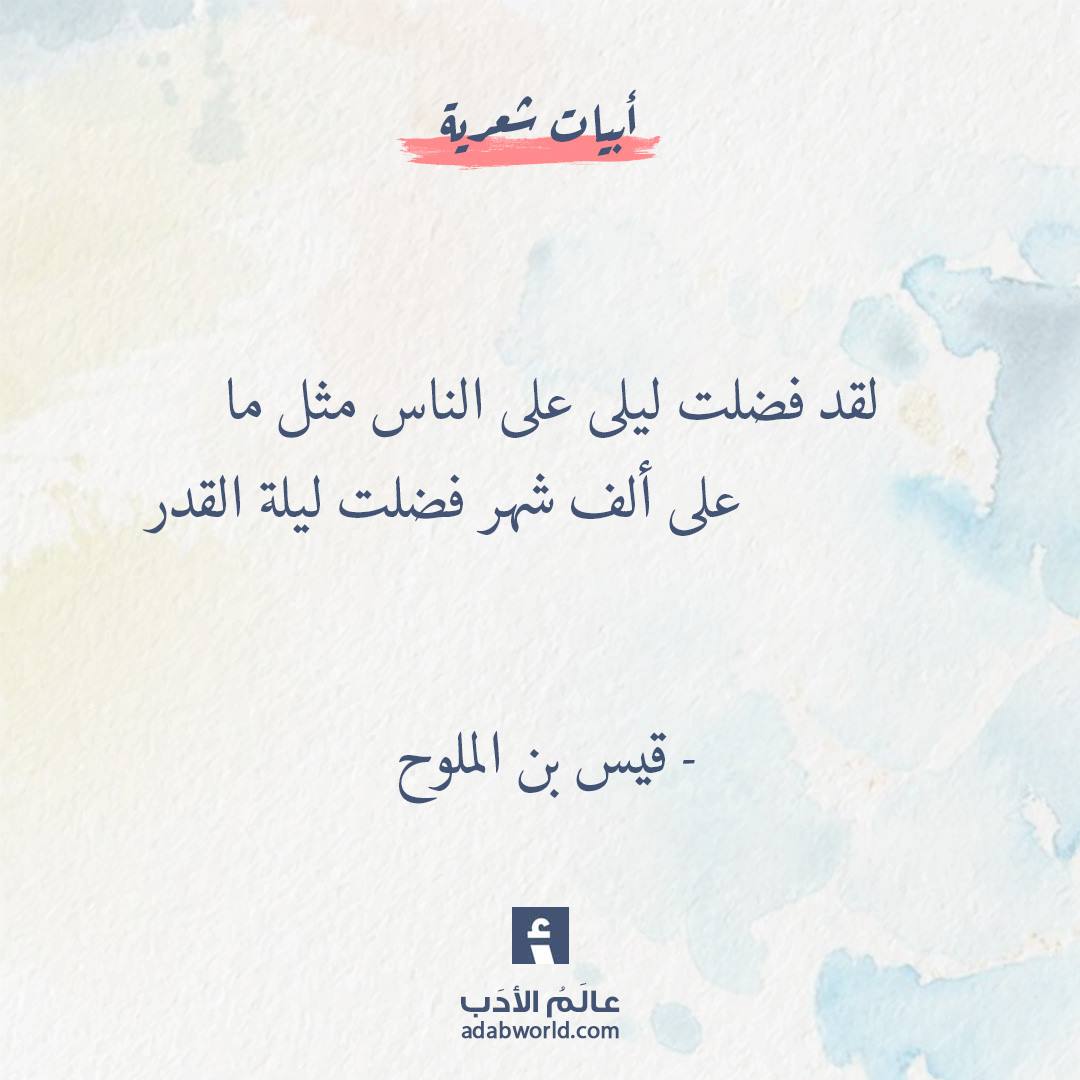 أبيات شعرية
لقد فضلت ليلى على الناس مثل ما
على ألف شهر فضلت ليلة القدر
- قيس بن الملوح
أ
عالَمُ الأدَب
adabworld.com